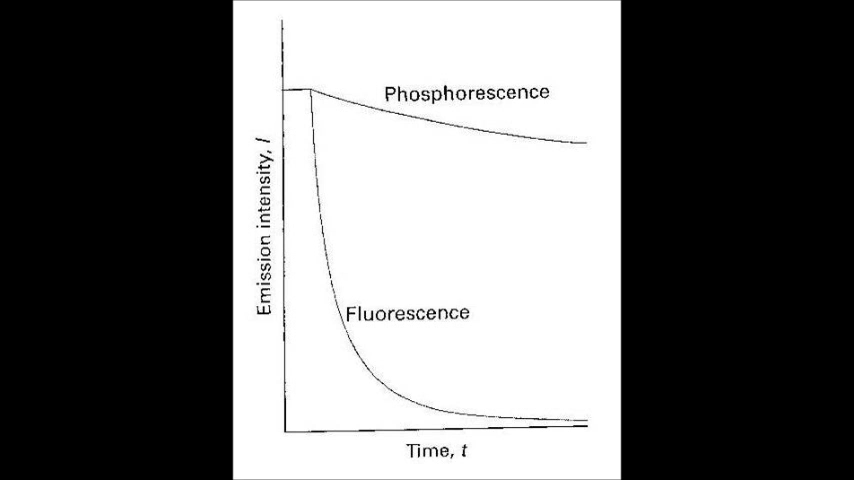 Phosphorescence
Emission intensity, I
Fluorescence
Time, t